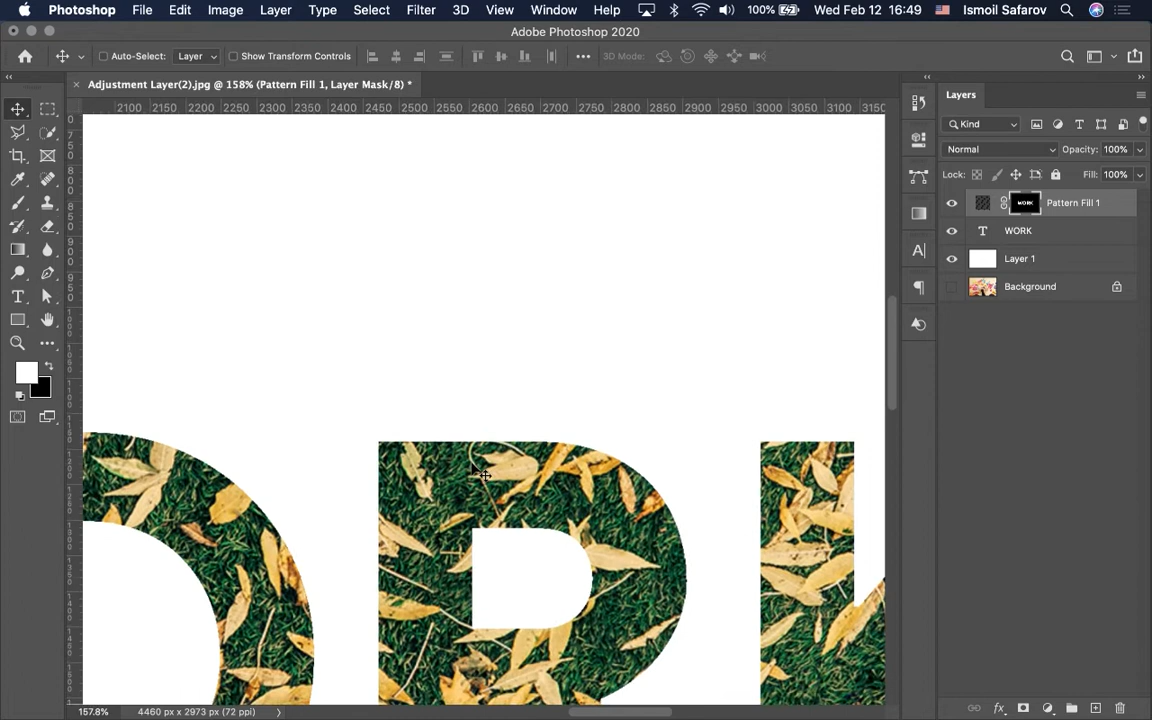 Photoshop File Edit Image Layer Type Select Filter 3D View Window Help 100% Wed Feb 12 16:49 Ismoil Safarov
Adobe Photoshop 2020
Auto-Select: Layer Show Transform Controls 3D Mode:
Adjustment Layer(2).jpg @ 158% (Pattern Fill 1, Layer Mask/8) *
Layers
2100 2150 2200 2250 2300 2350 2400 2450 2500 2550 2600 2650 2700 2750 2800 2850 2900 2950 3000 3050 3100 3150
Kind
Normal Opacity: 100%
Lock: Fill: 100%
WORK Pattern Fill 1
T WORK
Layer 1
Background
157.8% 4460 px x 2973 px (72 ppi)